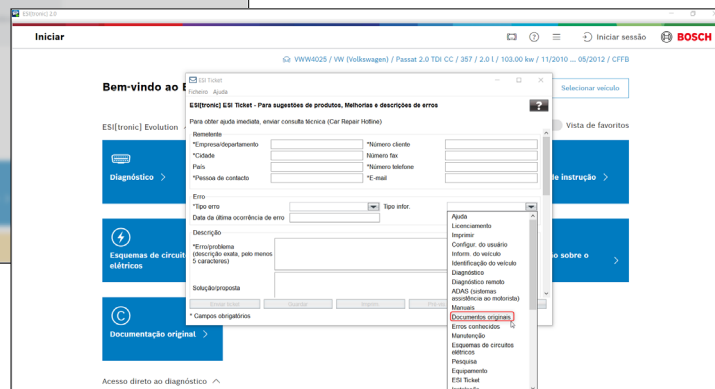 ESI[tronic] 2.0
Iniciar
Iniciar sessão
BOSCH
VWW4025 / VW (Volkswagen) / Passat 2.0 TDI CC / 357 / 2.0 l / 103.00 kw / 11/2010 ... 05/2012 / CFFB
Bem-vindo ao E
Selecionar veículo
ESI[tronic] Evolution
Vista de favoritos
Diagnóstico
de instrução
Esquemas de circuit
elétricos
ão sobre o
Documentação original
Acesso direto ao diagnóstico
ESI Ticket
Ficheiro Ajuda
ESI[tronic] ESI Ticket - Para sugestões de produtos, Melhorias e descrições de erros
?
Para obter ajuda imediata, enviar consulta técnica (Car Repair Hotline)
Remetente
*Empresa/departamento
*Número cliente
*Cidade
Número fax
País
*Número telefone
*Pessoa de contacto
*E-mail
Erro
*Tipo erro
Tipo infor.
Data da última ocorrência de erro
Descrição
*Erro/problema
(descrição exata, pelo menos
5 caracteres)
Solução/proposta
Enviar ticket
Guardar
Imprimir
* Campos obrigatórios
Ajuda
Licenciamento
Imprimir
Configur. do usuário
Inform. do veículo
Identificação do veículo
Diagnóstico
Diagnóstico remoto
ADAS (sistemas
assistência ao motorista)
Manuais
Documentos originais
Erros conhecidos
Manutenção
Esquemas de circuitos
elétricos
Pesquisa
Equipamento
ESI Ticket